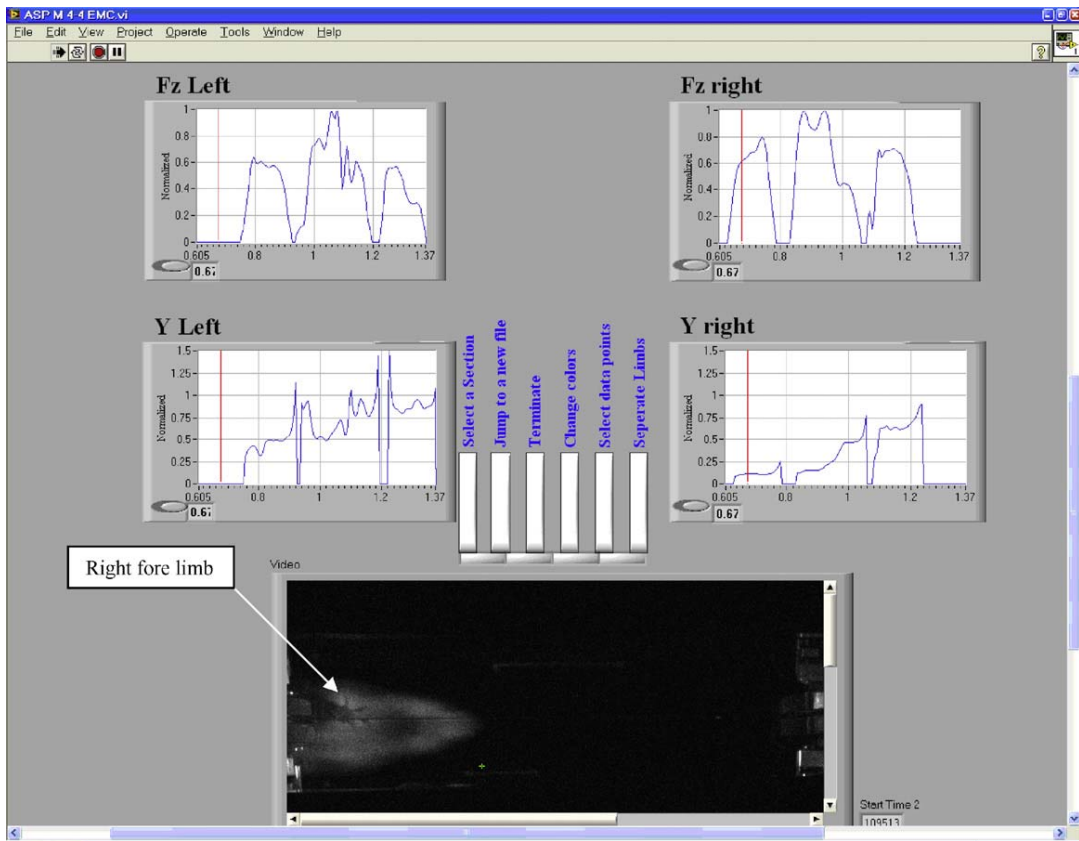 ASP M 4-4 EMC.vi
File Edit View Project Operate Tools Window Help
Fz Left
Fz right
Normalized
1-
0.8-
0.6-
0.4-
0.2-
0-
0.605 0.8 1 1.2 1.37
0.67
Normalized
1-
0.8-
0.6-
0.4-
0.2-
0-
0.605 0.8 1 1.2 1.37
0.67
Y Left
Y right
Normalized
1.5-
1.25-
1-
0.75-
0.5-
0.25-
0-
0.605 0.8 1 1.2 1.37
0.67
Select a Section
Jump to a new file
Terminate
Change colors
Select data points
Seperate Limbs
Normalized
1.5-
1.25-
1-
0.75-
0.5-
0.25-
0-
0.605 0.8 1 1.2 1.37
0.67
Right fore limb
Video
Start Time 2
109513